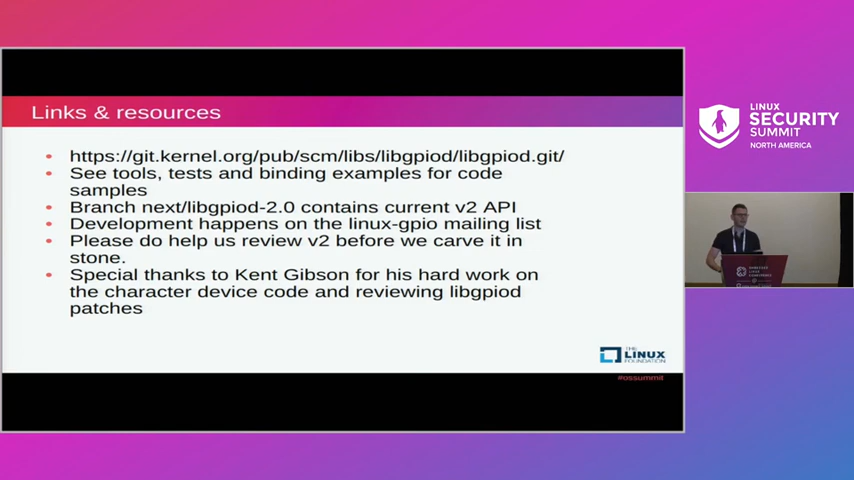 Links & resources
https://git.kernel.org/pub/scm/libs/libgpiod/libgpiod.git/
See tools, tests and binding examples for code
samples
Branch next/libgpiod-2.0 contains current v2 API
Development happens on the linux-gpio mailing list
Please do help us review v2 before we carve it in
stone.
Special thanks to Kent Gibson for his hard work on
the character device code and reviewing libgpiod
patches
THE
LINUX
FOUNDATION
#ossummit
LINUX
SECURITY
SUMMIT
NORTH AMERICA